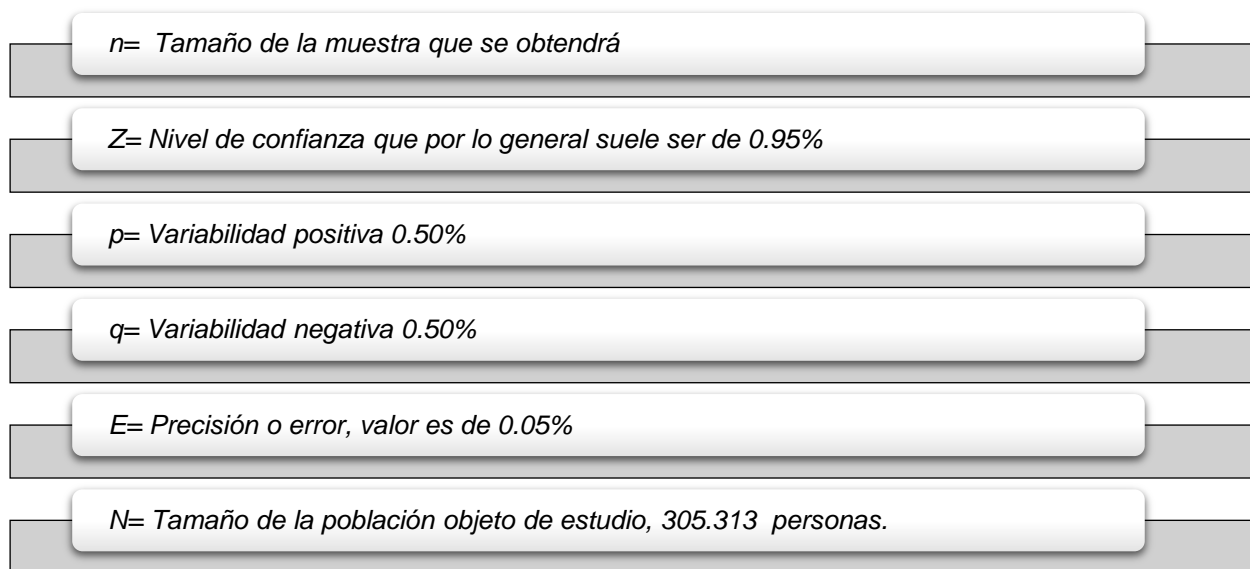 n= Tamaño de la muestra que se obtendrá
Z= Nivel de confianza que por lo general suele ser de 0.95%
p= Variabilidad positiva 0.50%
q= Variabilidad negativa 0.50%
E= Precisión o error, valor es de 0.05%
N= Tamaño de la población objeto de estudio, 305.313 personas.